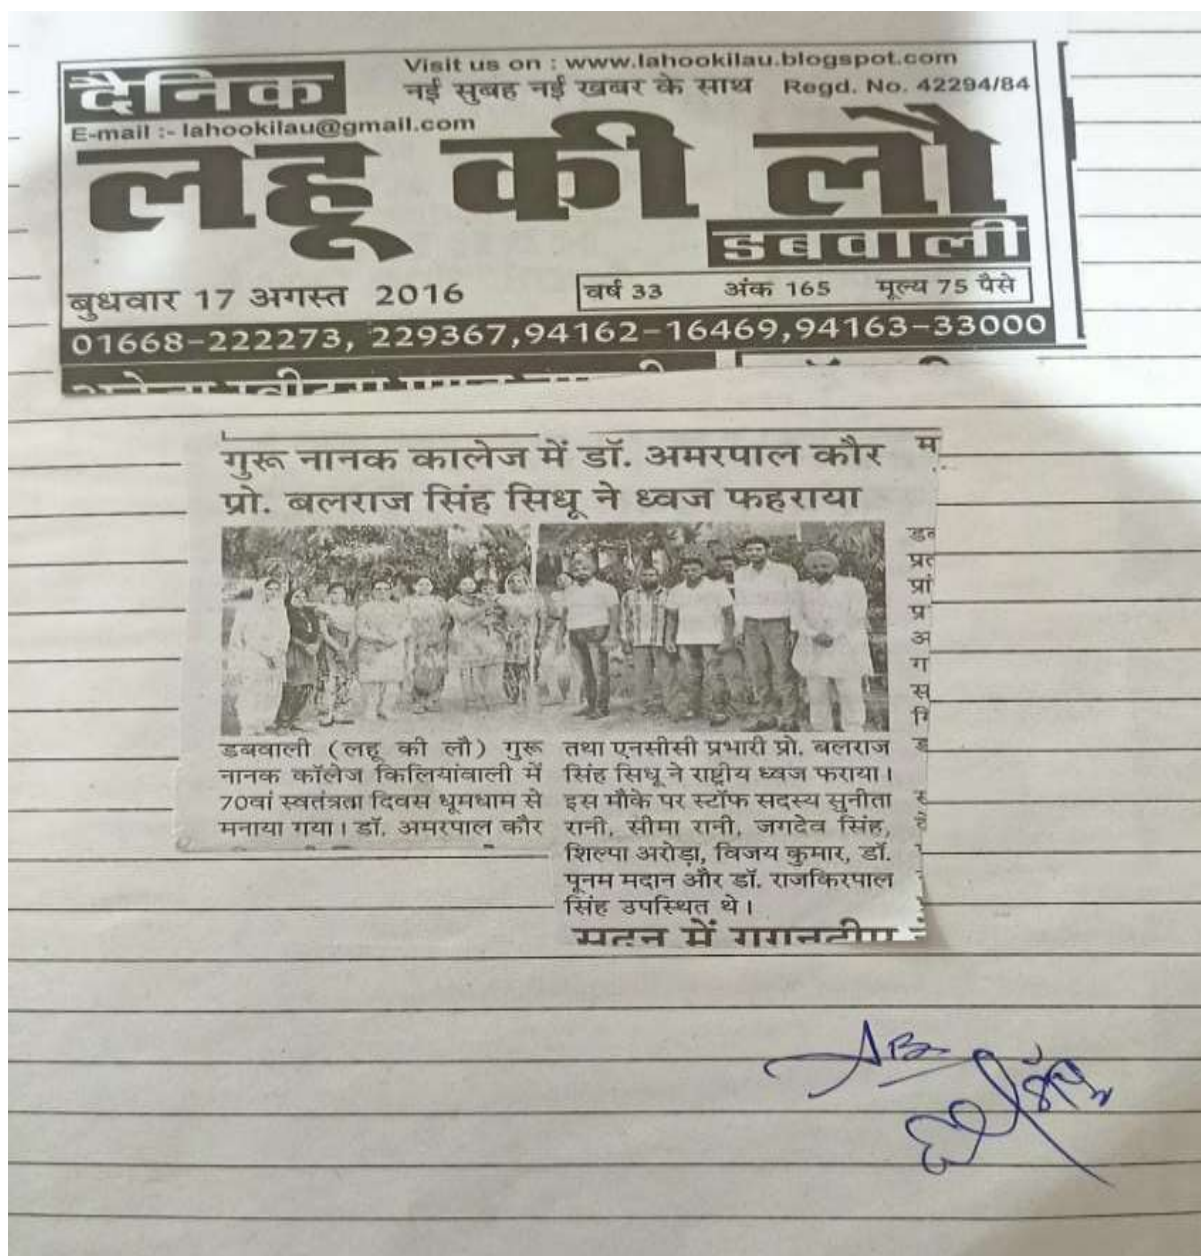 दैनिक
Visit us on : www.lahookilau.blogspot.com
नई सुबह नई खबर के साथ Regd. No. 42294/84
E-mail :- lahookilau@gmail.com
लहू की लौ
डबवाली
बुधवार 17 अगस्त 2016
वर्ष 33 अंक 165 मूल्य 75 पैसे
01668-222273, 229367,94162-16469,94163-33000
गुरू नानक कालेज में डॉ. अमरपाल कौर
प्रो. बलराज सिंह सिधू ने ध्वज फहराया
डबवाली (लहू की लौ) गुरू
नानक कॉलेज किलियांवाली में
70वां स्वतंत्रता दिवस धूमधाम से
मनाया गया। डॉ. अमरपाल कौर
तथा एनसीसी प्रभारी प्रो. बलराज
सिंह सिधू ने राष्ट्रीय ध्वज फराया।
इस मौके पर स्टॉफ सदस्य सुनीता
रानी, सीमा रानी, जगदेव सिंह,
शिल्पा अरोड़ा, विजय कुमार, डॉ.
पूनम मदान और डॉ. राजकिरपाल
सिंह उपस्थित थे।